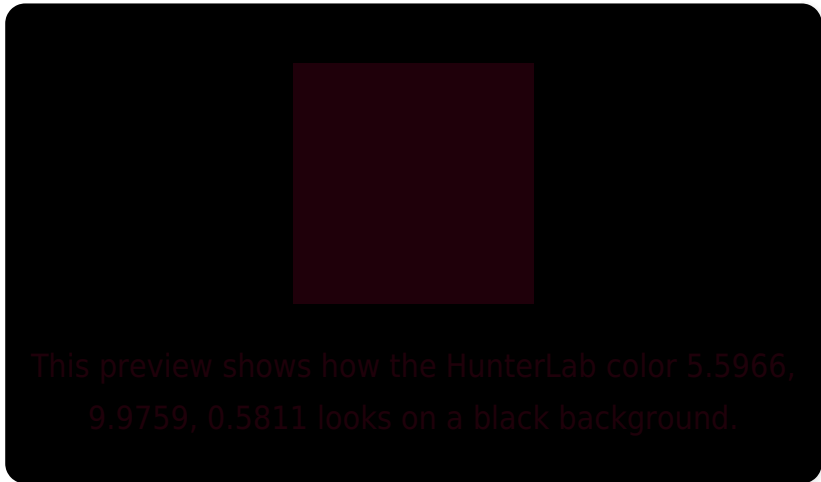 This preview shows how the HunterLab color 5.5966,
9.9759, 0.5811 looks on a black background.